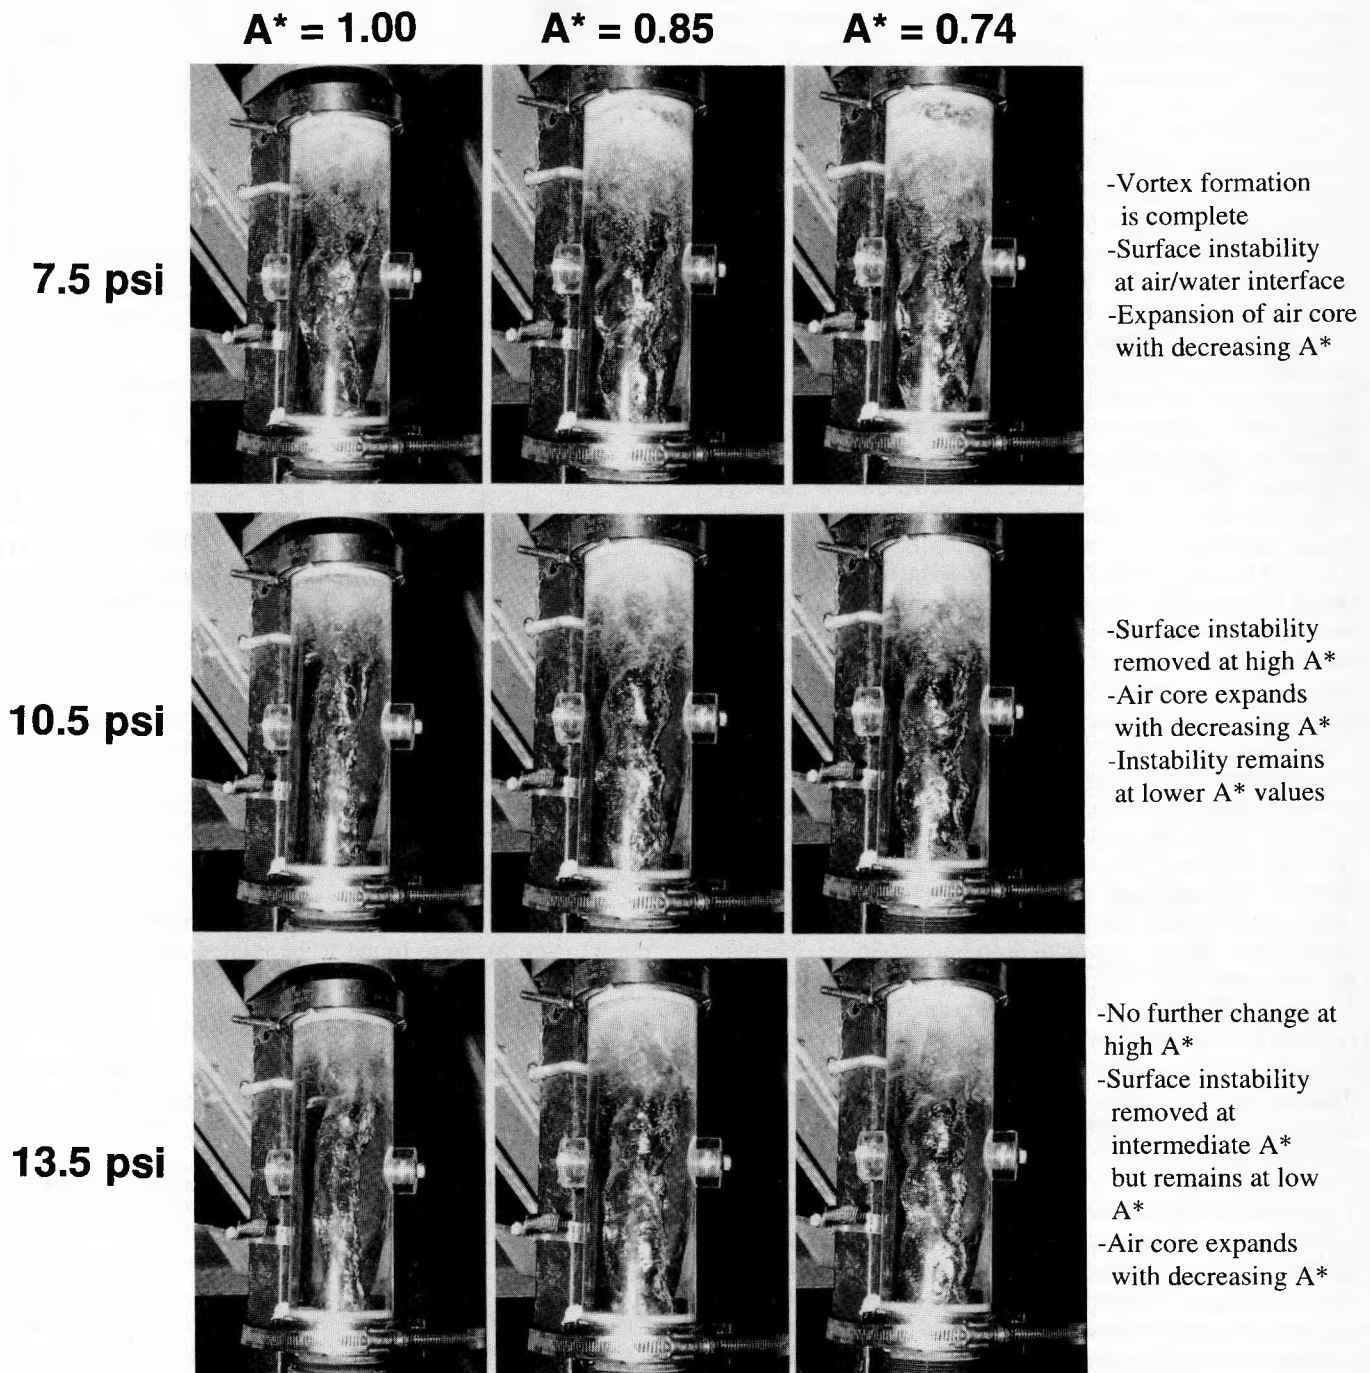 A* = 1.00 A* = 0.85 A* = 0.74
7.5 psi
-Vortex formation
is complete
-Surface instability
at air/water interface
-Expansion of air core
with decreasing A*
10.5 psi
-Surface instability
removed at high A*
-Air core expands
with decreasing A*
-Instability remains
at lower A* values
13.5 psi
-No further change at
high A*
-Surface instability
removed at
intermediate A*
but remains at low
A*
-Air core expands
with decreasing A*